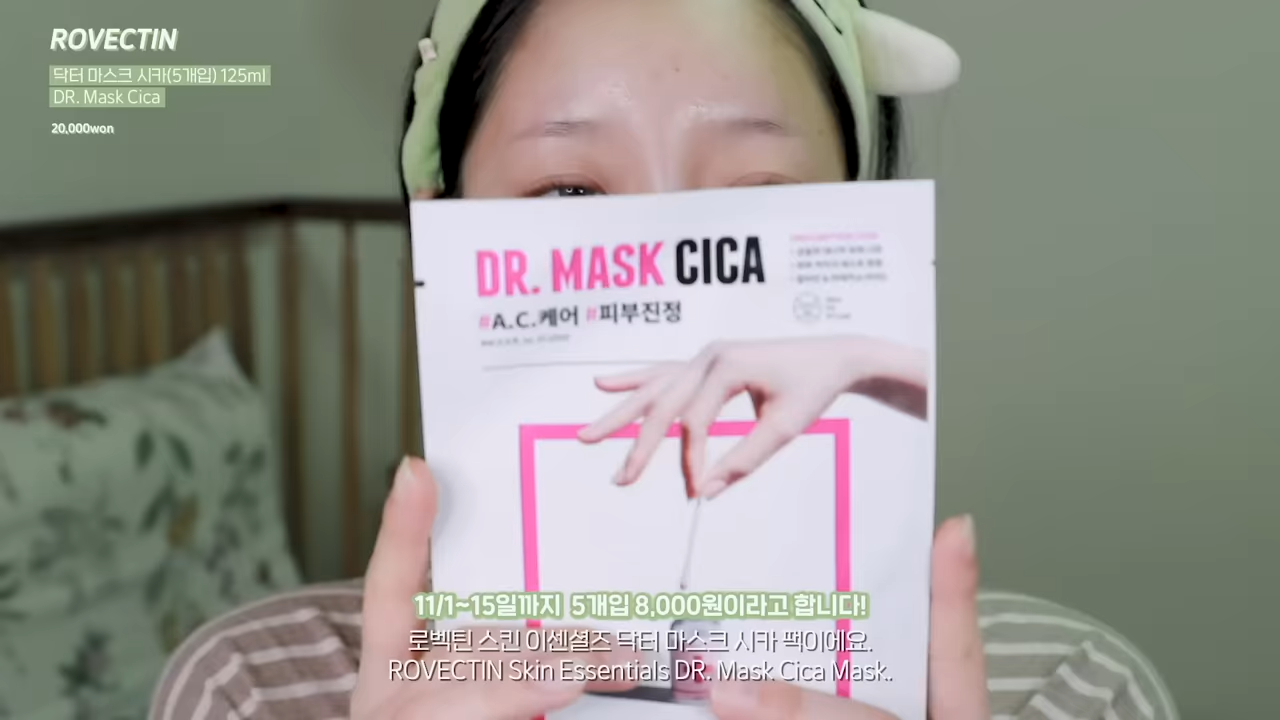 ROVECTIN
닥터 마스크 시카(5개입) 125ml
DR. Mask Cica
20,000won
DR. MASK CICA
#A.C.케어 #피부진정
11/1~15일까지 5개입 8,000원이라고 합니다!
로벡틴 스킨 이센셜즈 닥터 마스크 시카 팩이에요.
ROVECTIN Skin Essentials DR. Mask Cica Mask.